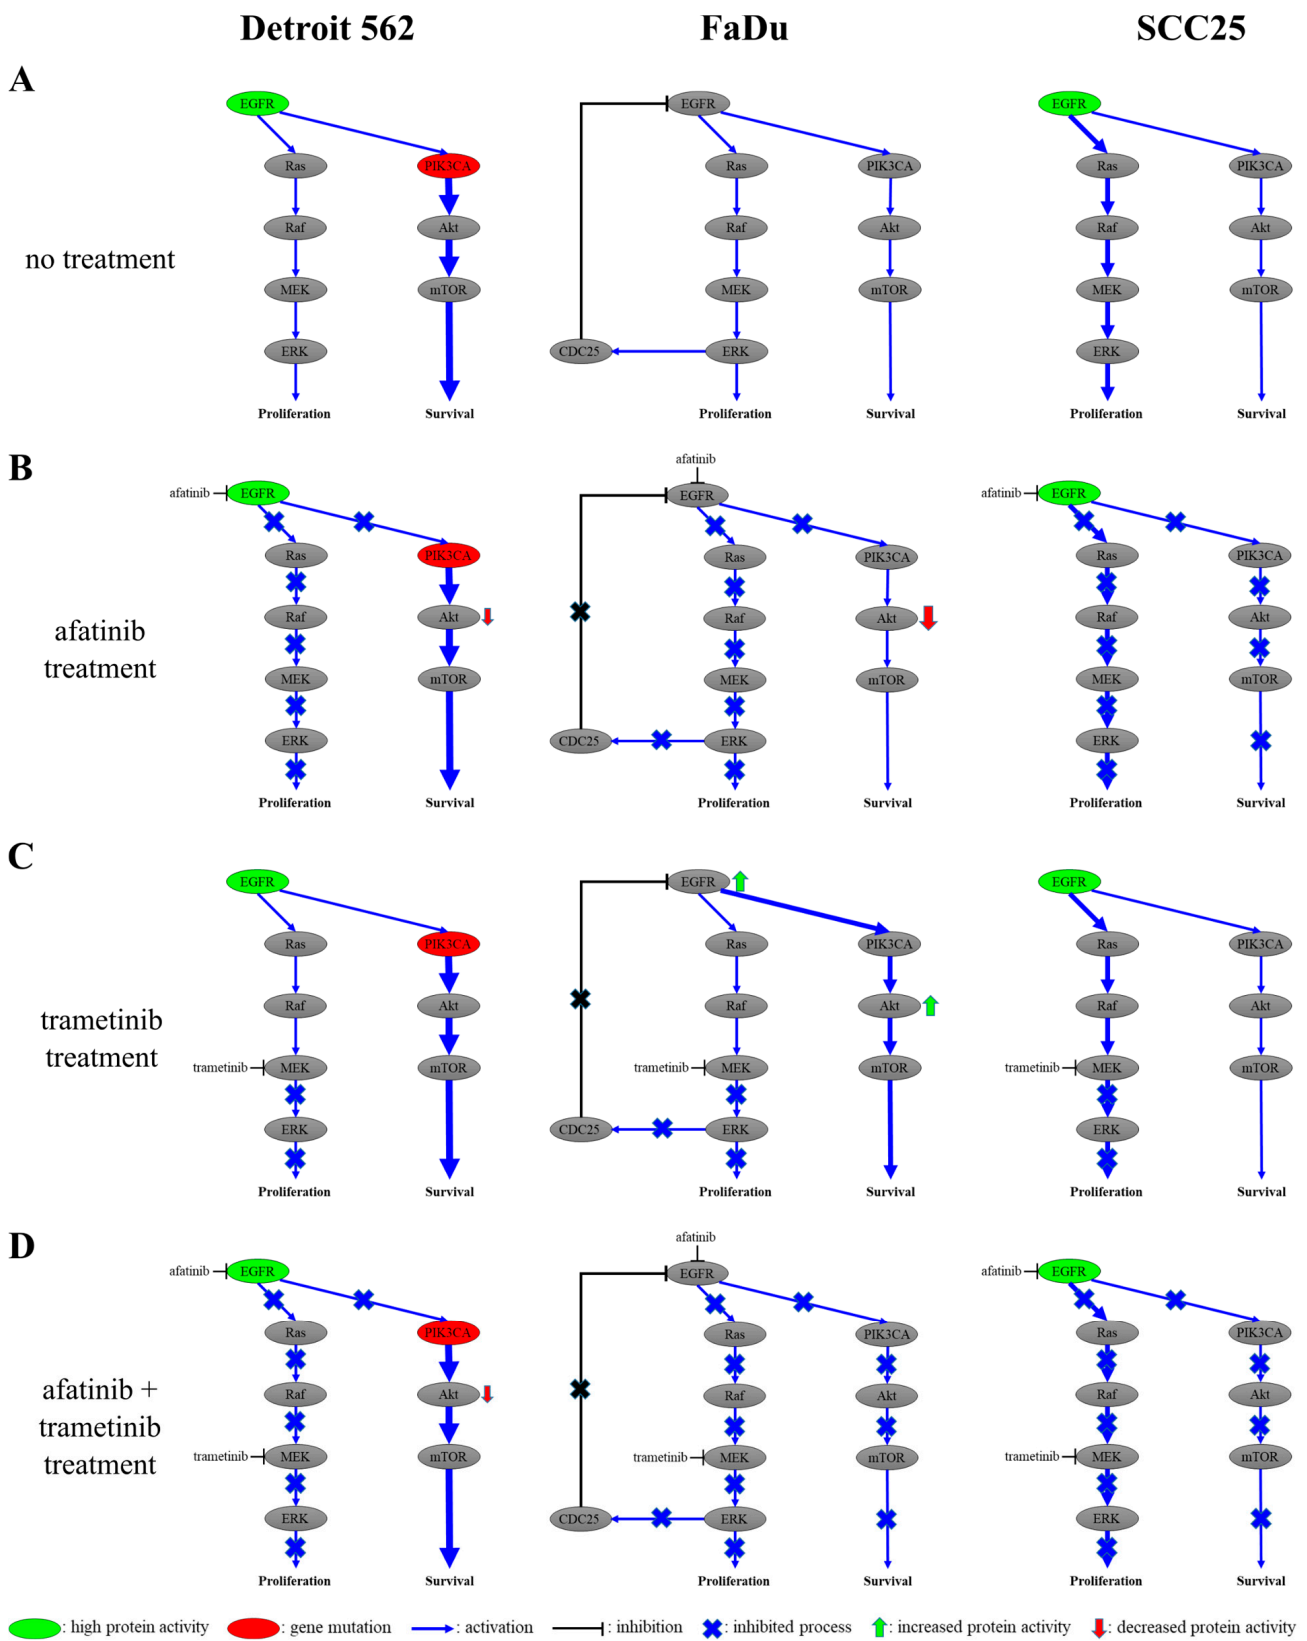 Detroit 562 FaDu SCC25
A
EGFR EGFR EGFR
Ras PIK3CA Ras PIK3CA Ras PIK3CA
Raf Akt Raf Akt Raf Akt
no treatment
MEK mTOR MEK mTOR MEK mTOR
ERK CDC25 ERK ERK
Proliferation Survival Proliferation Survival Proliferation Survival
B
afatinib
afatinib EGFR EGFR afatinib EGFR
Ras PIK3CA Ras PIK3CA Ras PIK3CA
Raf Akt Raf Akt Raf Akt
afatinib
treatment
MEK mTOR MEK mTOR MEK mTOR
ERK CDC25 ERK ERK
Proliferation Survival Proliferation Survival Proliferation Survival
C
EGFR EGFR EGFR
Ras PIK3CA Ras PIK3CA Ras PIK3CA
Raf Akt Raf Akt Raf Akt
trametinib
treatment
trametinib MEK mTOR trametinib MEK mTOR trametinib MEK mTOR
ERK CDC25 ERK ERK
Proliferation Survival Proliferation Survival Proliferation Survival
D
afatinib
afatinib EGFR EGFR afatinib EGFR
Ras PIK3CA Ras PIK3CA Ras PIK3CA
Raf Akt Raf Akt Raf Akt
afatinib +
trametinib
treatment
trametinib MEK mTOR trametinib MEK mTOR trametinib MEK mTOR
ERK CDC25 ERK ERK
Proliferation Survival Proliferation Survival Proliferation Survival
: high protein activity : gene mutation : activation : inhibition : inhibited process : increased protein activity : decreased protein activity